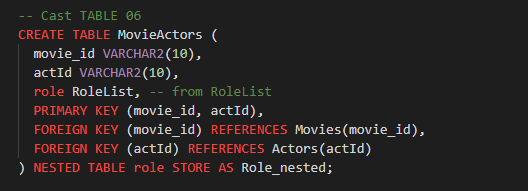 -- Cast TABLE 06
CREATE TABLE MovieActors (
movie_id VARCHAR2(10),
actId VARCHAR2(10),
role RoleList, -- from RoleList
PRIMARY KEY (movie_id, actId),
FOREIGN KEY (movie_id) REFERENCES Movies(movie_id),
FOREIGN KEY (actId) REFERENCES Actors(actId)
) NESTED TABLE role STORE AS Role_nested;